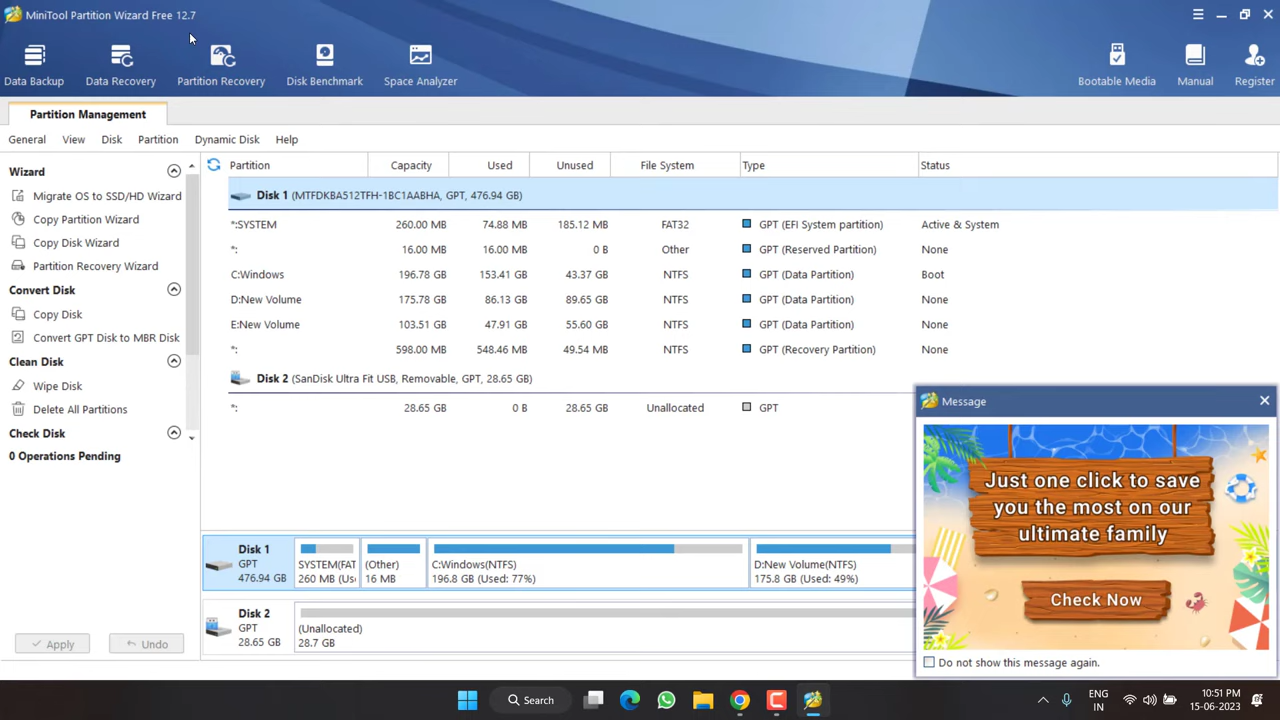 MiniTool Partition Wizard Free 12.7
Data Backup Data Recovery Partition Recovery Disk Benchmark Space Analyzer Bootable Media Manual Register
Partition Management
General View Disk Partition Dynamic Disk Help
Wizard
Migrate OS to SSD/HD Wizard
Copy Partition Wizard
Copy Disk Wizard
Partition Recovery Wizard
Convert Disk
Copy Disk
Convert GPT Disk to MBR Disk
Clean Disk
Wipe Disk
Delete All Partitions
Check Disk
0 Operations Pending
Apply Undo
Partition Capacity Used Unused File System Type Status
Disk 1 (MTFDKBA512TFH-1BC1AABHA, GPT, 476.94 GB)
*:SYSTEM 260.00 MB 74.88 MB 185.12 MB FAT32 GPT (EFI System partition) Active & System
*: 16.00 MB 16.00 MB 0 B Other GPT (Reserved Partition) None
C:Windows 196.78 GB 153.41 GB 43.37 GB NTFS GPT (Data Partition) Boot
D:New Volume 175.78 GB 86.13 GB 89.65 GB NTFS GPT (Data Partition) None
E:New Volume 103.51 GB 47.91 GB 55.60 GB NTFS GPT (Data Partition) None
*: 598.00 MB 548.46 MB 49.54 MB NTFS GPT (Recovery Partition) None
Disk 2 (SanDisk Ultra Fit USB, Removable, GPT, 28.65 GB)
*: 28.65 GB 0 B 28.65 GB Unallocated GPT
Disk 1
GPT
476.94 GB
SYSTEM(FAT
260 MB (Us
(Other)
16 MB
C:Windows(NTFS)
196.8 GB (Used: 77%)
D:New Volume(NTFS)
175.8 GB (Used: 49%)
Disk 2
GPT
28.65 GB
(Unallocated)
28.7 GB
Message
Just one click to save
you the most on our
ultimate family
Check Now
Do not show this message again.
Search
ENG
IN
10:51 PM
15-06-2023